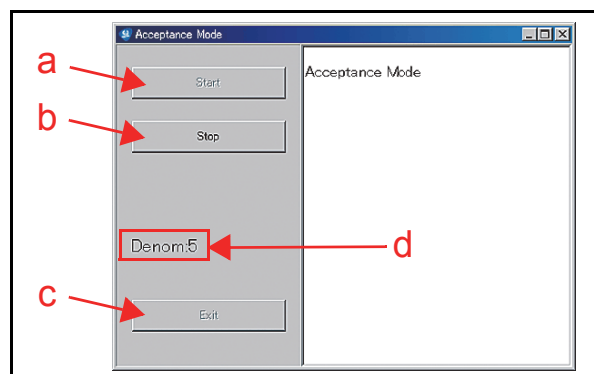 Acceptance Mode
a
Start
Acceptance Mode
b
Stop
Denom:5
d
c
Exit